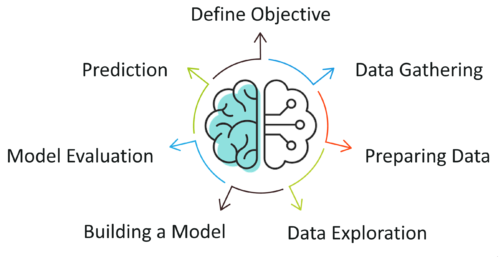 Define Objective
Data Gathering
Preparing Data
Data Exploration
Building a Model
Model Evaluation
Prediction